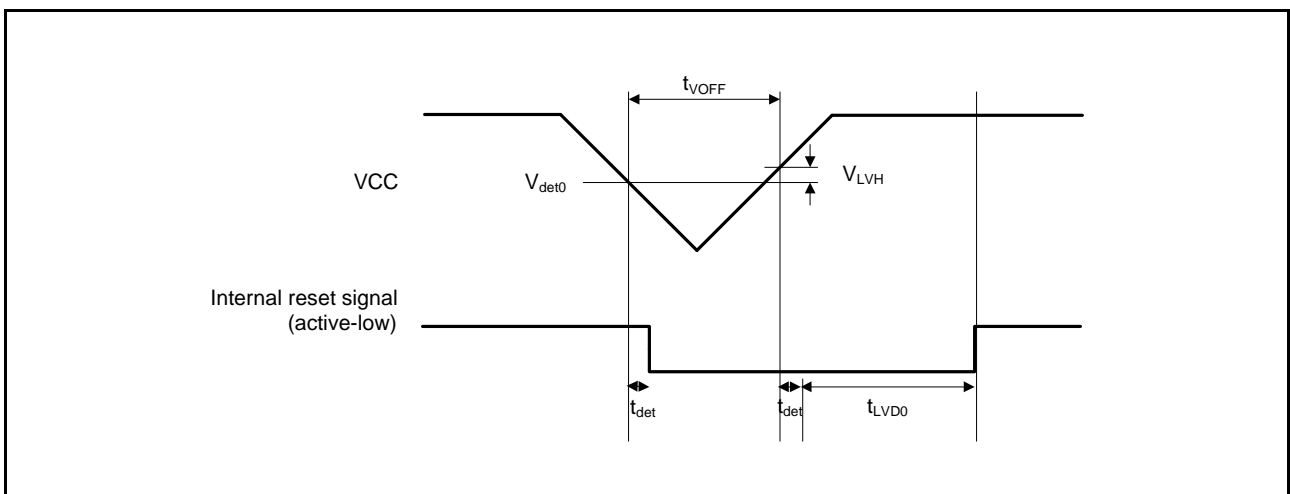 tVOFF
VCC
Vdet0
VLVH
Internal reset signal
(active-low)
tdet
tdet
tLVD0